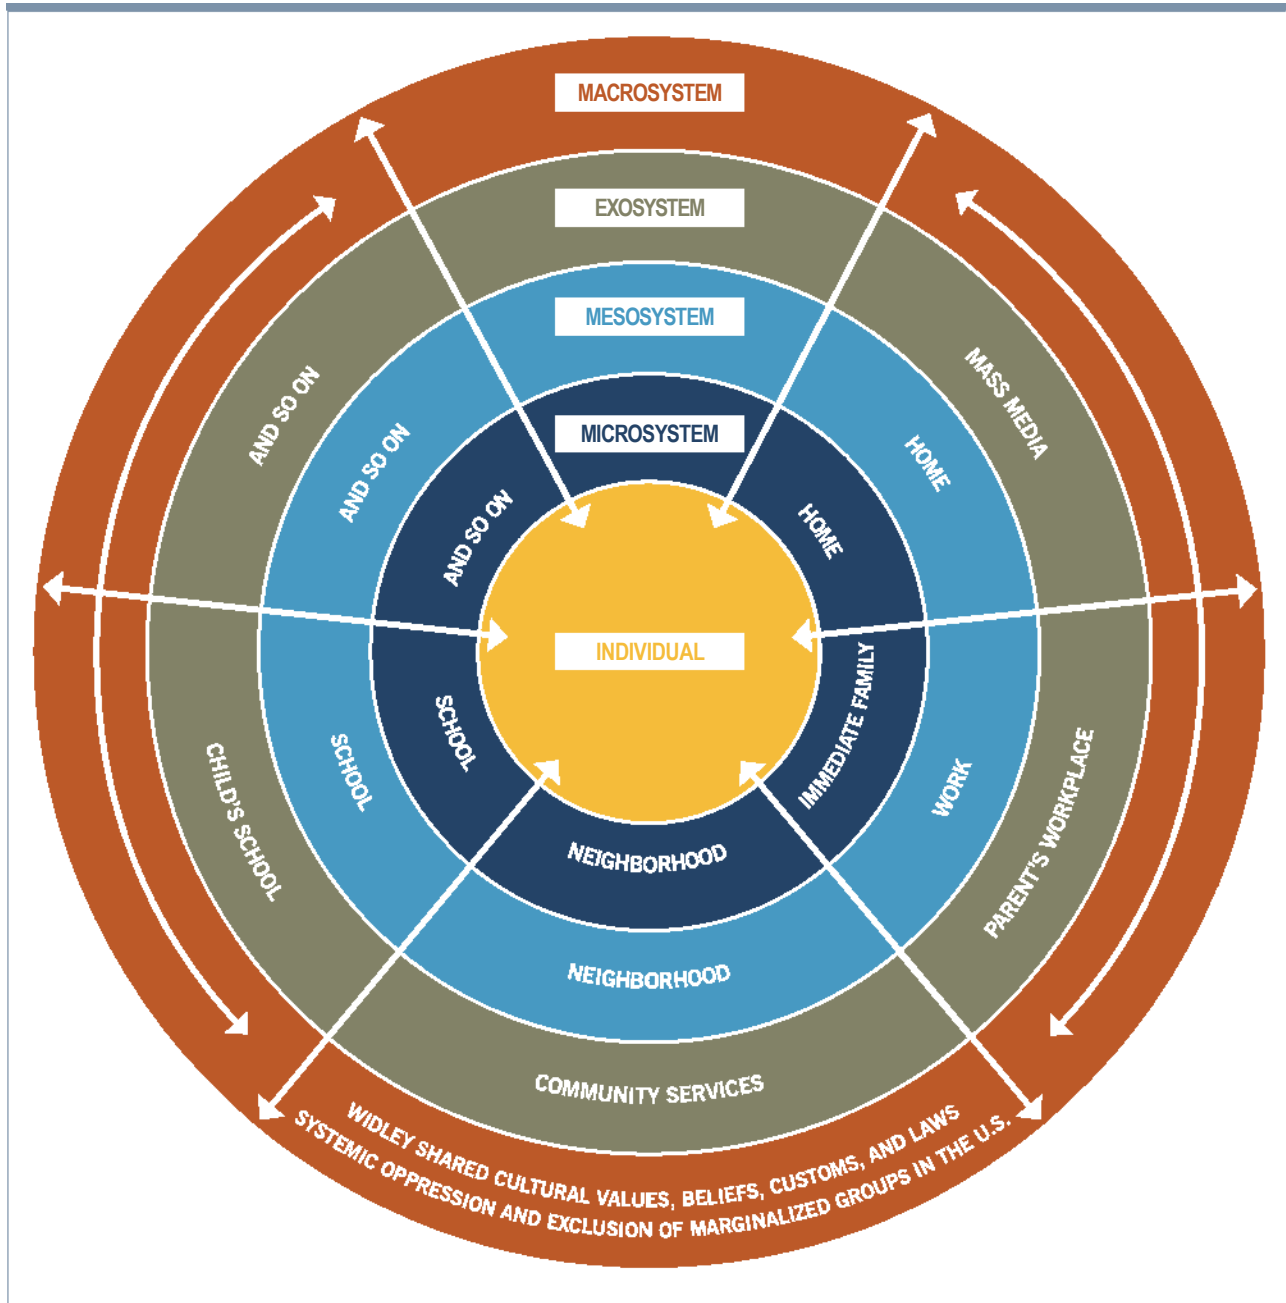 MACROSYSTEM
EXOSYSTEM
MESOSYSTEM
MICROSYSTEM
INDIVIDUAL
HOME
IMMEDIATE FAMILY
NEIGHBORHOOD
SCHOOL
AND SO ON
HOME
WORK
NEIGHBORHOOD
SCHOOL
AND SO ON
MASS MEDIA
PARENT'S WORKPLACE
COMMUNITY SERVICES
CHILD'S SCHOOL
AND SO ON
WIDLEY SHARED CULTURAL VALUES, BELIEFS, CUSTOMS, AND LAWS
SYSTEMIC OPPRESSION AND EXCLUSION OF MARGINALIZED GROUPS IN THE U.S.